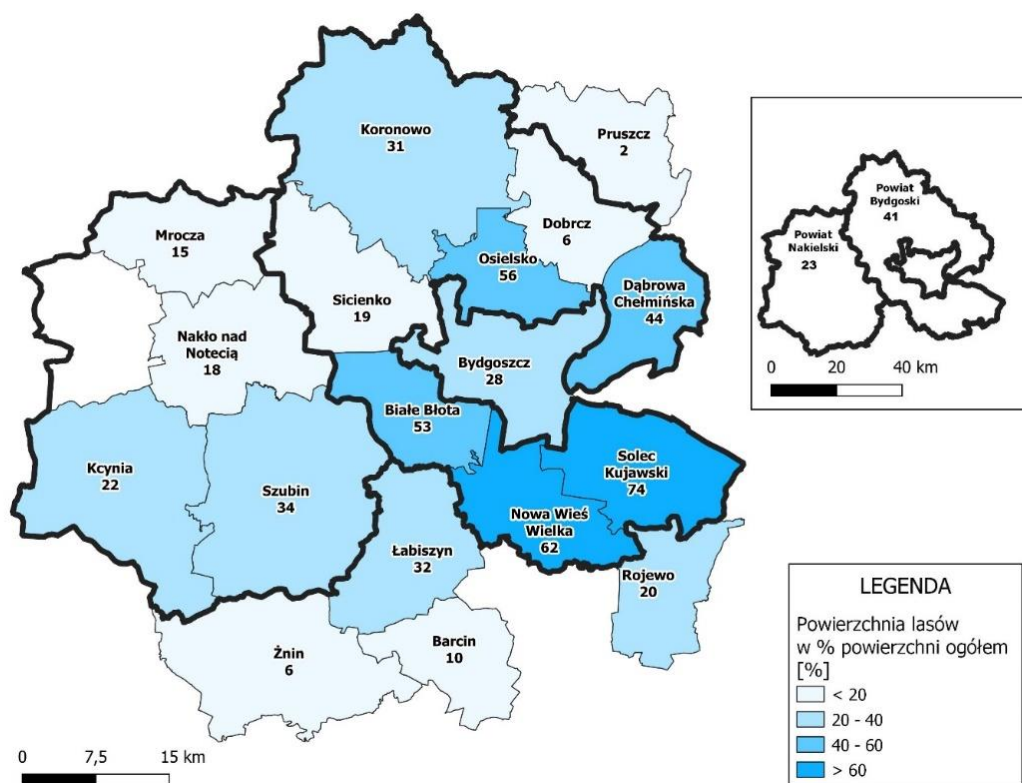 Koronowo
31
Pruszcz
2
Dobrcz
6
Mrocza
15
Osielsko
56
Sicienko
19
Dąbrowa
Chełmińska
44
Nakło nad
Notecią
18
Bydgoszcz
28
Białe Błota
53
Kcynia
22
Szubin
34
Solec
Kujawski
74
Nowa Wieś
Wielka
62
Łabiszyn
32
Rojewo
20
Żnin
6
Barcin
10
0 7,5 15 km
Powiat
Bydgoski
41
Powiat
Nakielski
23
0 20 40 km
LEGENDA
Powierzchnia lasów
w % powierzchni ogółem
[%]
< 20
20 - 40
40 - 60
> 60